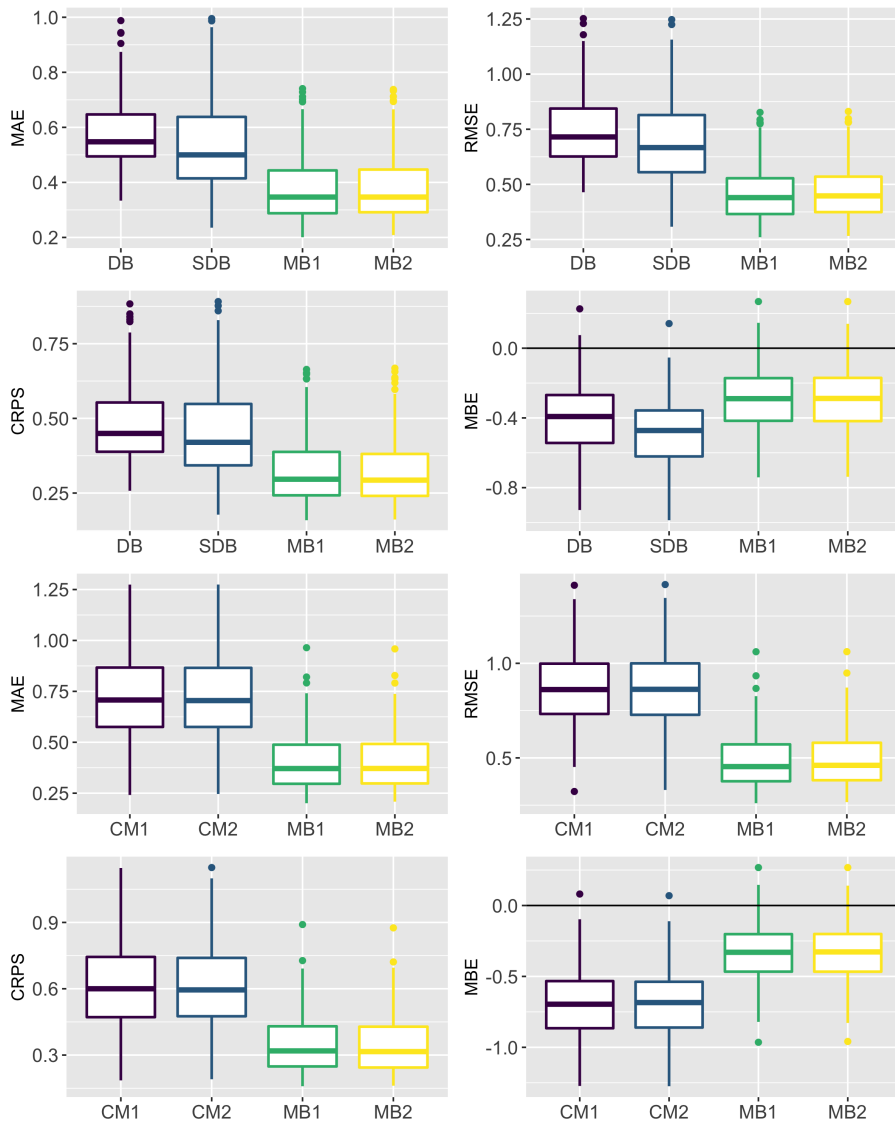 1.0
0.8
0.6
0.4
0.2
MAE
DB SDB MB1 MB2
1.25
1.00
0.75
0.50
0.25
RMSE
DB SDB MB1 MB2
0.75
0.50
0.25
CRPS
DB SDB MB1 MB2
0.0
-0.4
-0.8
MBE
DB SDB MB1 MB2
1.25
1.00
0.75
0.50
0.25
MAE
CM1 CM2 MB1 MB2
1.0
0.5
RMSE
CM1 CM2 MB1 MB2
0.9
0.6
0.3
CRPS
CM1 CM2 MB1 MB2
0.0
-0.5
-1.0
MBE
CM1 CM2 MB1 MB2